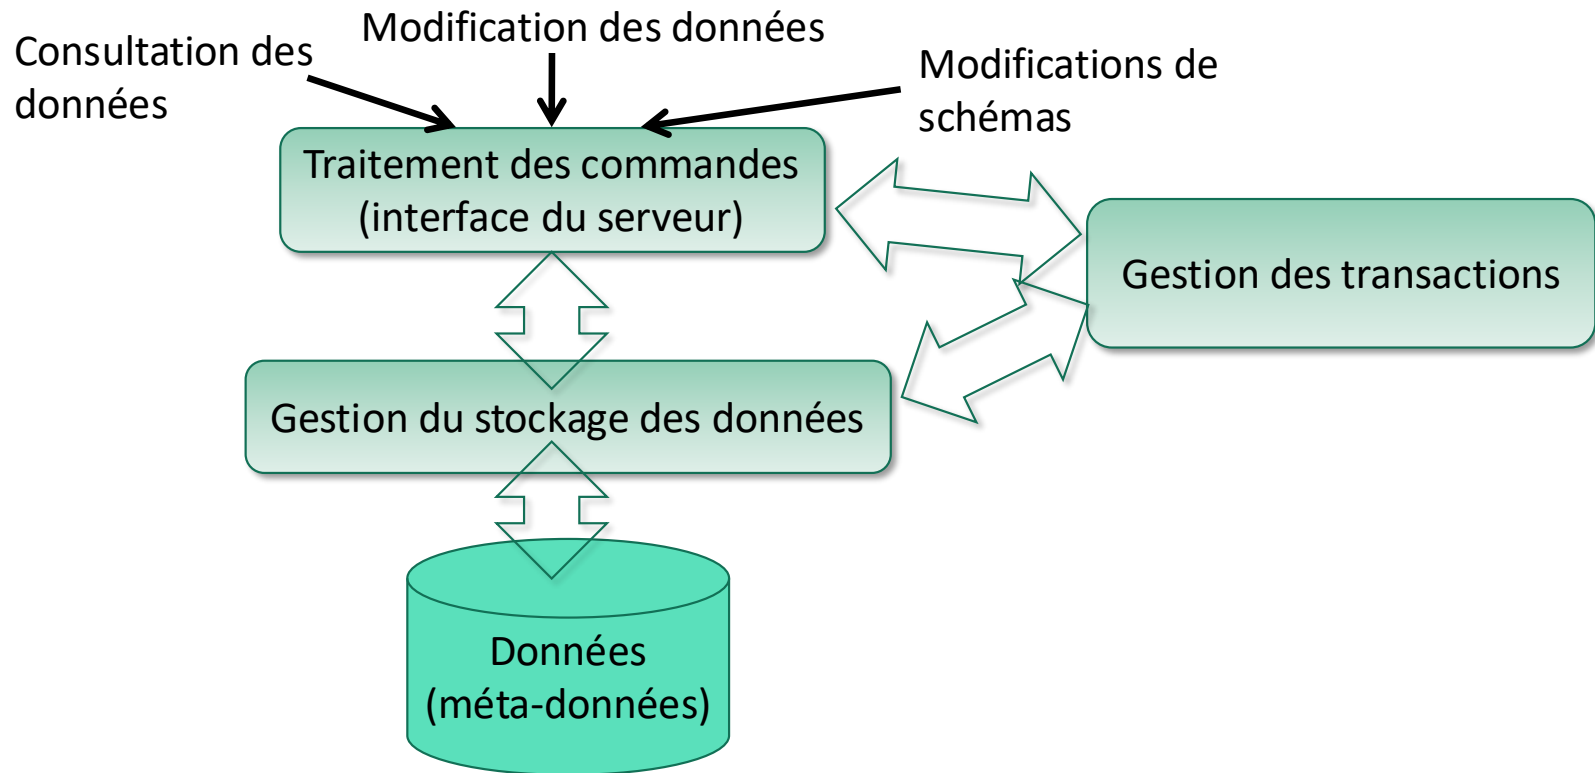 Consultation des
données
Modification des données
Modifications de
schémas
Traitement des commandes
(interface du serveur)
Gestion des transactions
Gestion du stockage des données
Données
(méta-données)